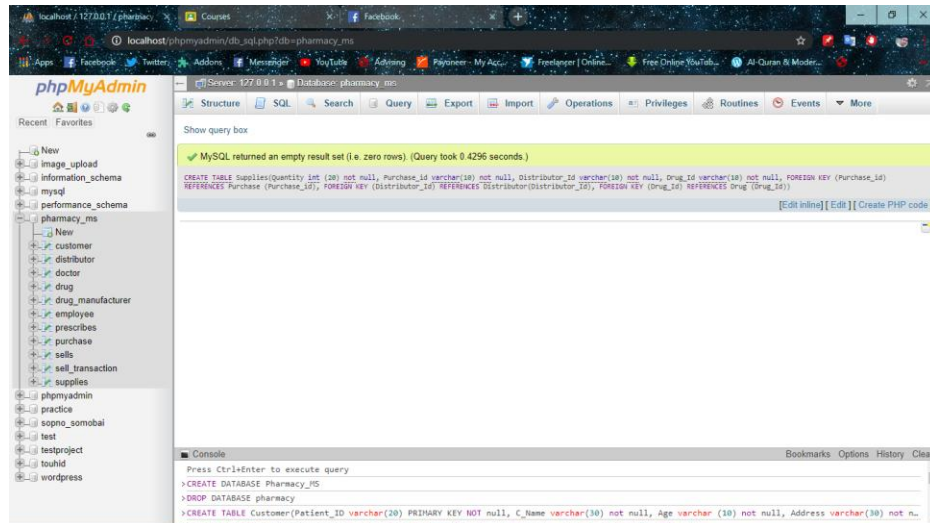 localhost / 127.0.0.1 / pharmacy
Courses
Facebook
localhost/phpmyadmin/db_sql.php?db=pharmacy_ms
Apps Facebook Twitter Addons Messenger YouTube Advising Payoneer - My Acc... Freelancer | Online... Free Online YouTub... Al-Quran & Moder...
phpMyAdmin
Recent Favorites
New
image_upload
information_schema
mysql
performance_schema
pharmacy_ms
New
customer
distributor
doctor
drug
drug_manufacturer
employee
prescribes
purchase
sells
sell_transaction
supplies
phpmyadmin
practice
sopno_somobai
test
testproject
touhid
wordpress
Server: 127.0.0.1 » Database: pharmacy_ms
Structure SQL Search Query Export Import Operations Privileges Routines Events More
Show query box
MySQL returned an empty result set (i.e. zero rows). (Query took 0.4296 seconds.)
CREATE TABLE Supplies(Quantity int (20) not null, Purchase_id varchar(10) not null, Distributor_Id varchar(10) not null, Drug_Id varchar(10) not null, FOREIGN KEY (Purchase_id)
REFERENCES Purchase (Purchase_id), FOREIGN KEY (Distributor_Id) REFERENCES Distributor(Distributor_Id), FOREIGN KEY (Drug_Id) REFERENCES Drug (Drug_Id))
[Edit inline] [ Edit ] [ Create PHP code
Console
Bookmarks Options History Clea
Press Ctrl+Enter to execute query
>CREATE DATABASE Pharmacy_MS
>DROP DATABASE pharmacy
>CREATE TABLE Customer(Patient_ID varchar(20) PRIMARY KEY NOT null, C_Name varchar(30) not null, Age varchar (10) not null, Address varchar(30) not n…